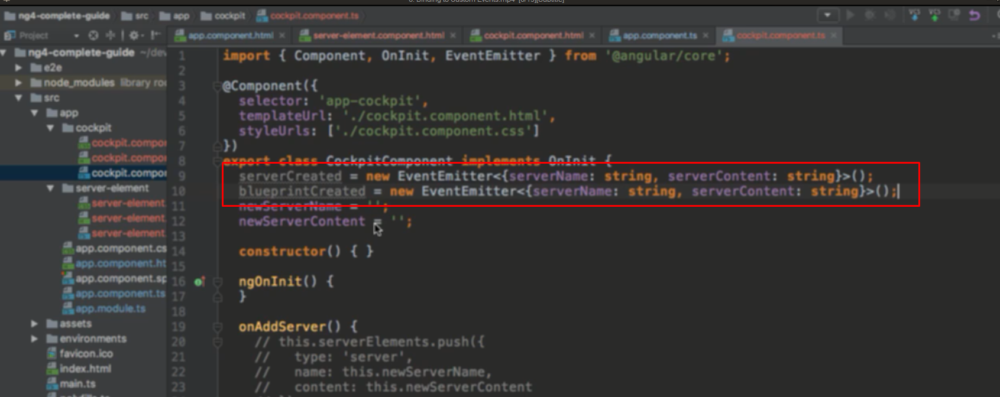 ng4-complete-guide src app cockpit cockpit.component.ts
Project
app.component.html server-element.component.html cockpit.component.html app.component.ts cockpit.component.ts
ng4-complete-guide ~/dev
e2e
node_modules library
src
app
cockpit
cockpit.compo
cockpit.compo
cockpit.compo
server-element
server-element
server-element
server-element
app.component.cs
app.component.ht
app.component.sp
app.component.ts
app.module.ts
assets
environments
favicon.ico
index.html
main.ts
1 import { Component, OnInit, EventEmitter } from '@angular/core';
2
3 @Component({
4 selector: 'app-cockpit',
5 templateUrl: './cockpit.component.html',
6 styleUrls: ['./cockpit.component.css']
7 })
8 export class CockpitComponent implements OnInit {
9 serverCreated = new EventEmitter<{serverName: string, serverContent: string}>();
10 blueprintCreated = new EventEmitter<{serverName: string, serverContent: string}>();
11 newServerName = '';
12 newServerContent = '';
13
14 constructor() { }
15
16 ngOnInit() {
17 }
18
19 onAddServer() {
20 // this.serverElements.push({
21 // type: 'server',
22 // name: this.newServerName,
23 // content: this.newServerContent